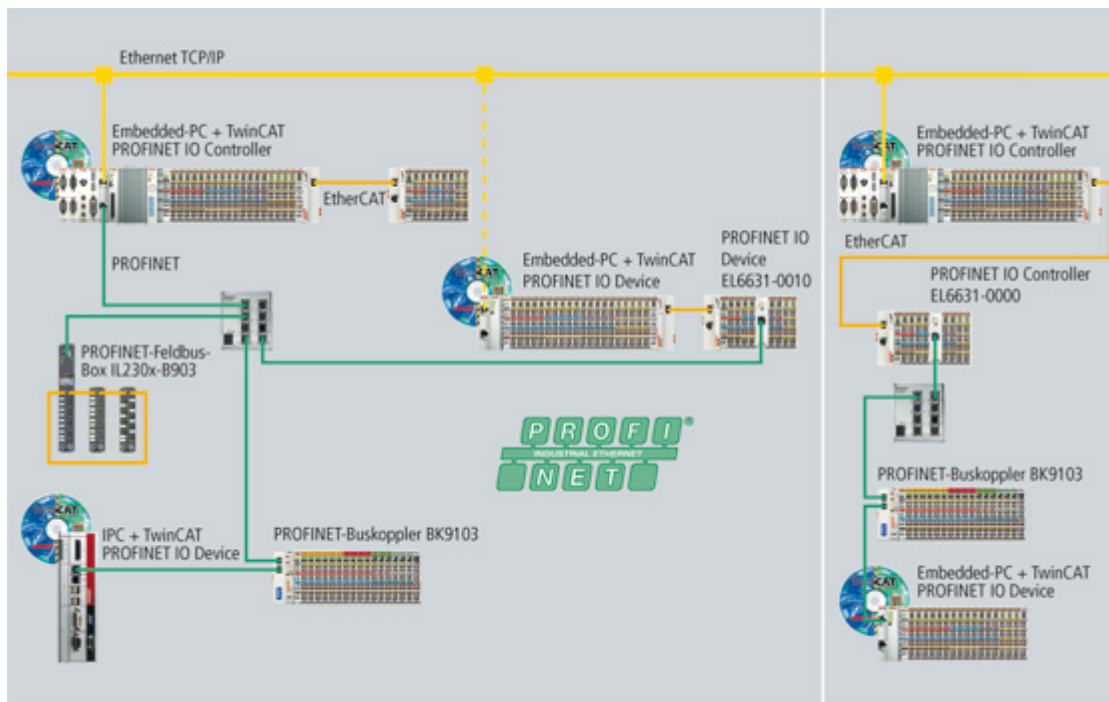 Ethernet TCP/IP
Embedded-PC + TwinCAT
PROFINET IO Controller
EtherCAT
PROFINET
Embedded-PC + TwinCAT
PROFINET IO Device
PROFINET IO
Device
EL6631-0010
PROFINET-Feldbus-
Box IL230x-B903
PROFI®
INDUSTRIAL ETHERNET
NET
IPC + TwinCAT
PROFINET IO Device
PROFINET-Buskoppler BK9103
Embedded-PC + TwinCAT
PROFINET IO Controller
EtherCAT
PROFINET IO Controller
EL6631-0000
PROFINET-Buskoppler BK9103
Embedded-PC + TwinCAT
PROFINET IO Device